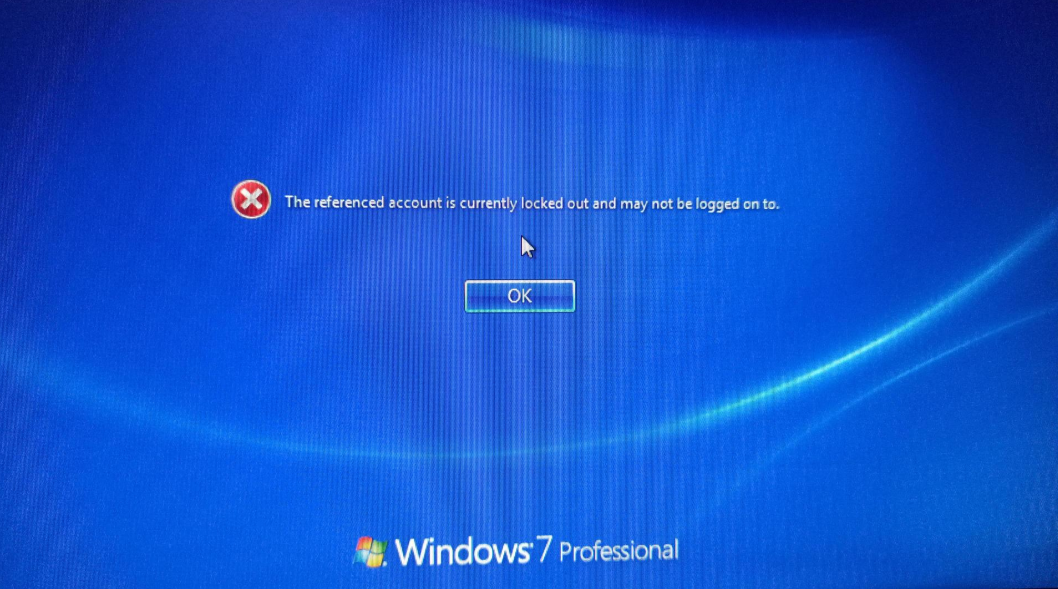 The referenced account is currently locked out and may not be logged on to.
OK
Windows 7 Professional